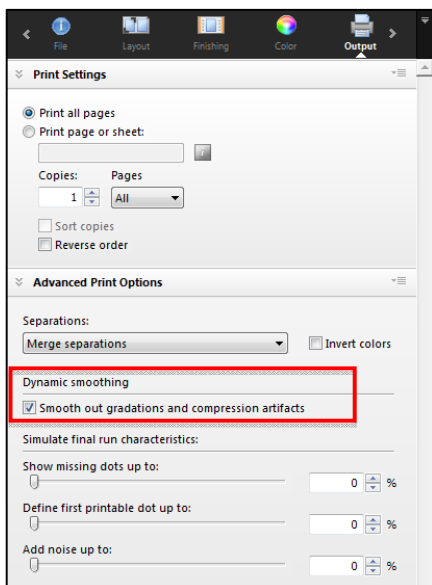 File Layout Finishing Color Output
Print Settings
Print all pages
Print page or sheet:
i
Copies: Pages
1 All
Sort copies
Reverse order
Advanced Print Options
Separations:
Merge separations Invert colors
Dynamic smoothing
Smooth out gradations and compression artifacts
Simulate final run characteristics:
Show missing dots up to:
0 %
Define first printable dot up to:
0 %
Add noise up to:
0 %